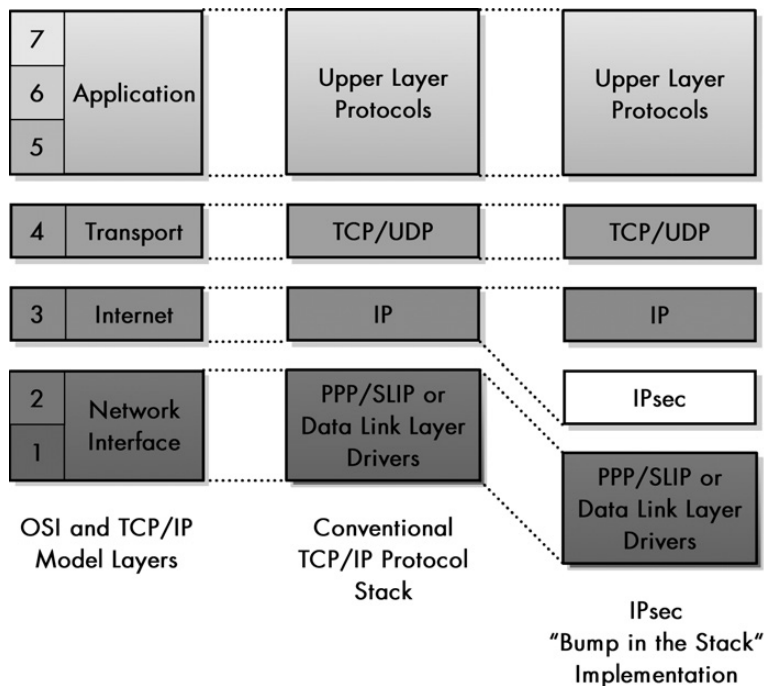 7
6
5
Application
4
Transport
3
Internet
2
1
Network
Interface
OSI and TCP/IP
Model Layers
Upper Layer
Protocols
TCP/UDP
IP
PPP/SLIP or
Data Link Layer
Drivers
Conventional
TCP/IP Protocol
Stack
Upper Layer
Protocols
TCP/UDP
IP
IPsec
PPP/SLIP or
Data Link Layer
Drivers
IPsec
“Bump in the Stack“
Implementation